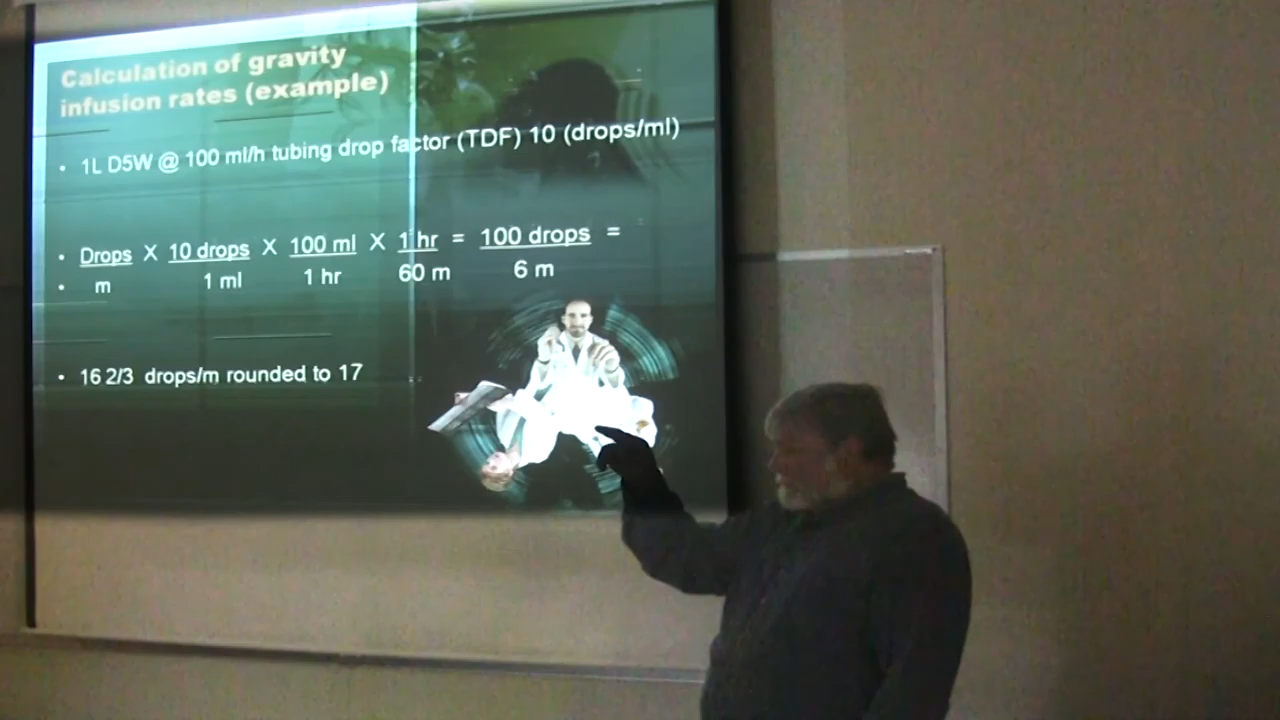 Calculation of gravity
infusion rates (example)
• 1L D5W @ 100 ml/h tubing drop factor (TDF) 10 (drops/ml)
• Drops X 10 drops X 100 ml X 1 hr = 100 drops =
• m 1 ml 1 hr 60 m 6 m
• 16 2/3 drops/m rounded to 17